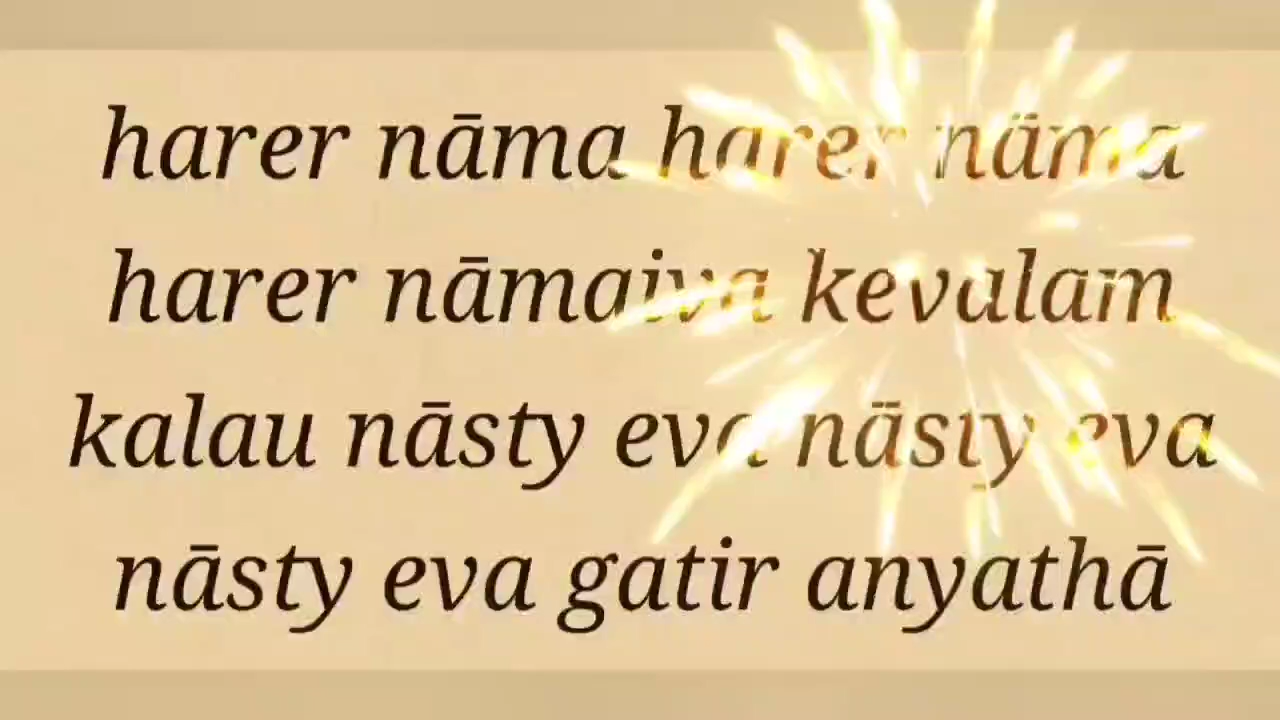 harer nāma harer nāma
harer nāmaiva kevalam
kalau nāsty eva nāsty eva
nāsty eva gatir anyathā